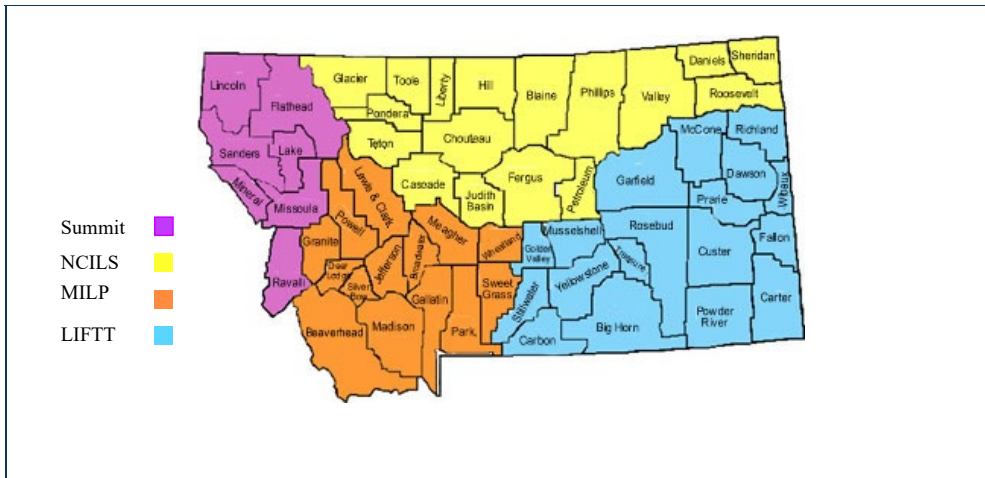 Summit
NCILS
MILP
LIFTT
Lincoln
Flathead
Glacier
Toole
Liberty
Hill
Blaine
Phillips
Valley
Daniels
Sheridan
Roosevelt
Pondera
Teton
Chouteau
Sanders
Lake
Mineral
Missoula
Cascade
Judith
Basin
Fergus
Petroleum
Garfield
McCone
Richland
Dawson
Wibaux
Prarie
Lewis & Clark
Powell
Granite
Ravalli
Deer
Lodge
Silver
Bow
Jefferson
Broadwater
Meagher
Wheatland
Golden
Valley
Musselshell
Rosebud
Treasure
Custer
Fallon
Beaverhead
Madison
Gallatin
Park
Sweet
Grass
Stillwater
Yellowstone
Carbon
Big Horn
Powder
River
Carter